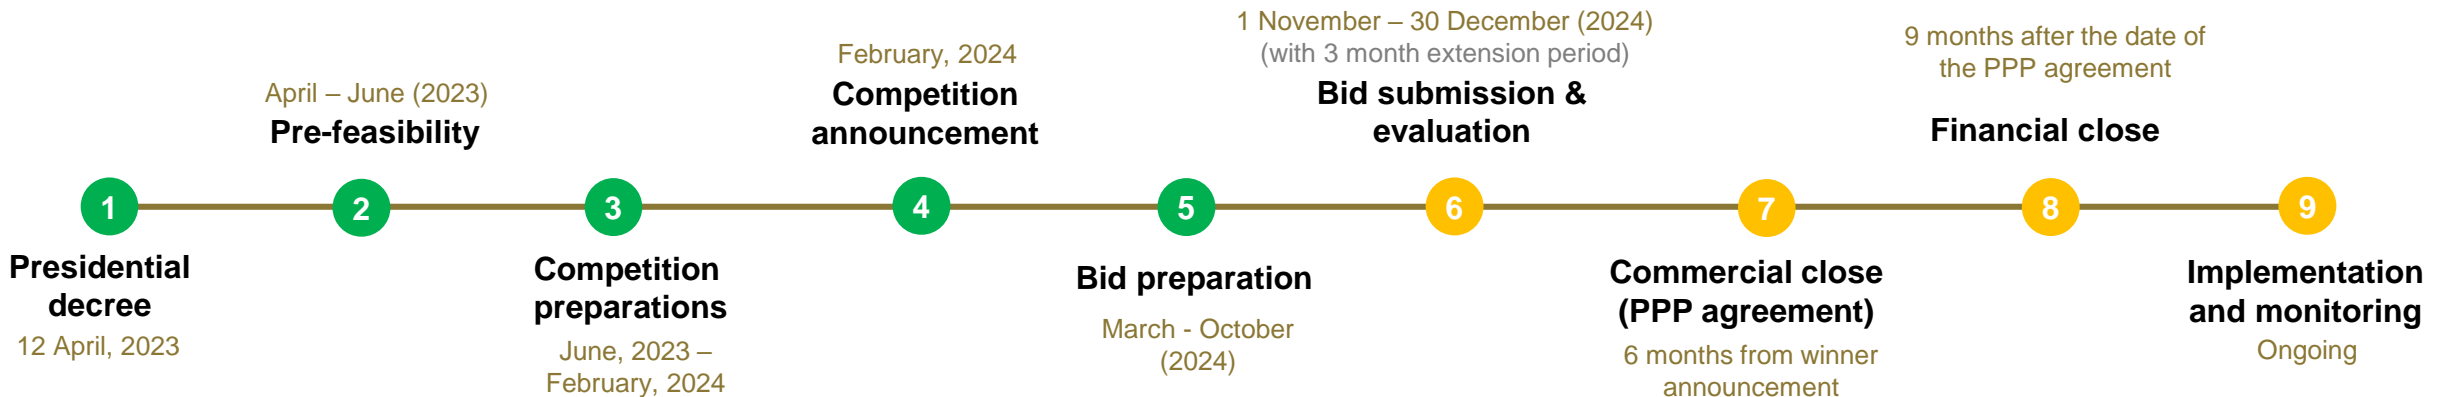 12 April, 2023
Presidential
decree
1
April – June (2023)
Pre-feasibility
2
3
Competition
preparations
June, 2023 –
February, 2024
February, 2024
Competition
announcement
4
5
Bid preparation
March - October
(2024)
1 November – 30 December (2024)
(with 3 month extension period)
Bid submission &
evaluation
6
7
Commercial close
(PPP agreement)
6 months from winner
announcement
9 months after the date of
the PPP agreement
Financial close
8
9
Implementation
and monitoring
Ongoing